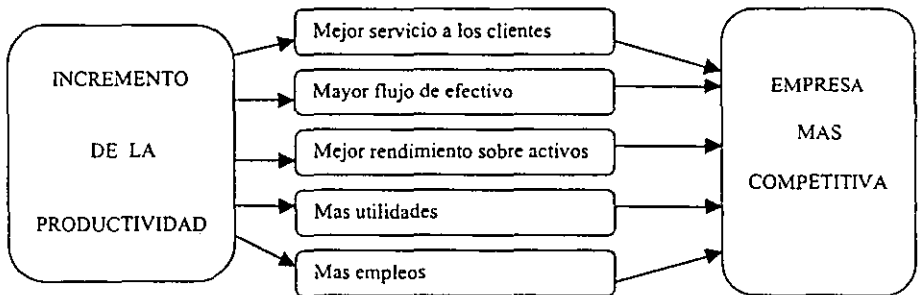 INCREMENTO
DE LA
PRODUCTIVIDAD
Mejor servicio a los clientes
Mayor flujo de efectivo
Mejor rendimiento sobre activos
Mas utilidades
Mas empleos
EMPRESA
MAS
COMPETITIVA